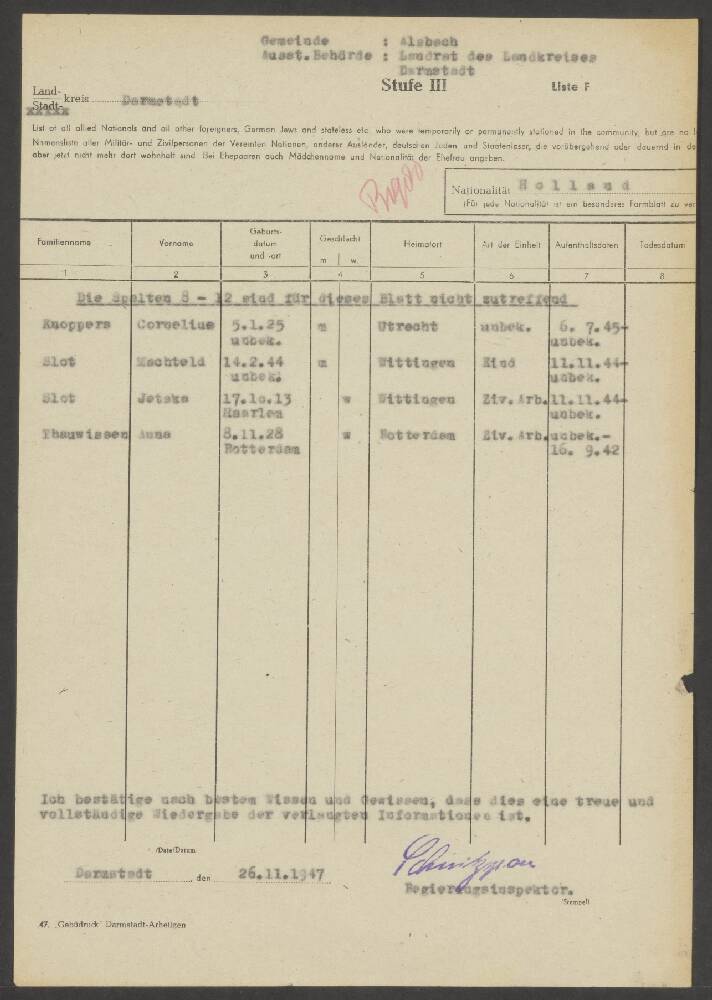 Gemeinde : Alsbach
Ausst.Behörde : Landrat des Landkreises
Darmstadt
Stufe III Liste F
Land-
Stadt- kreis Darmstadt
List of all allied Nationals and all other foreigners, German Jews and stateless etc. who were temporarily or permanently stationed in the community, but are no l
Namensliste aller Militär- und Zivilpersonen der Vereinten Nationen, anderer Ausländer, deutschen Juden und Staatenloser, die vorübergehend oder dauernd in de
aber jetzt nicht mehr dort wohnhaft sind. Bei Ehepaaren auch Mädchenname und Nationalität der Ehefrau angeben.
Nationalität Holland
(Für jede Nationalität ist ein besonderes Formblatt zu ver
Familienname Vorname Geburts-datum und -ort Geschlecht m w Heimatort Art der Einheit Aufenthaltsdaten Todesdatum
1 2 3 4 5 6 7 8
Die Spalten 8 - 12 sind für dieses Blatt nicht zutreffend
Knoppers Cornelius 5.1.25 m Utrecht unbek. 6. 7.45-
unbek. unbek.
Slot Machteld 14.2.44 m Wittingen Kind 11.11.44-
unbek. unbek.
Slot Jetska 17.10.13 w Wittingen Ziv.Arb. 11.11.44-
Haarlem unbek.
Thauwissen Anna 8.11.28 w Rotterdam Ziv.Arb. unbek.-
Rotterdam 16. 9.42
Ich bestätige nach bestem Wissen und Gewissen, dass dies eine treue und
vollständige Wiedergabe der verlangten Informationen ist.
(Date/Datum)
Darmstadt den 26.11.1947
Regierungsinspektor.
(Stempel)
47. „Gehadruck" Darmstadt-Arheilgen